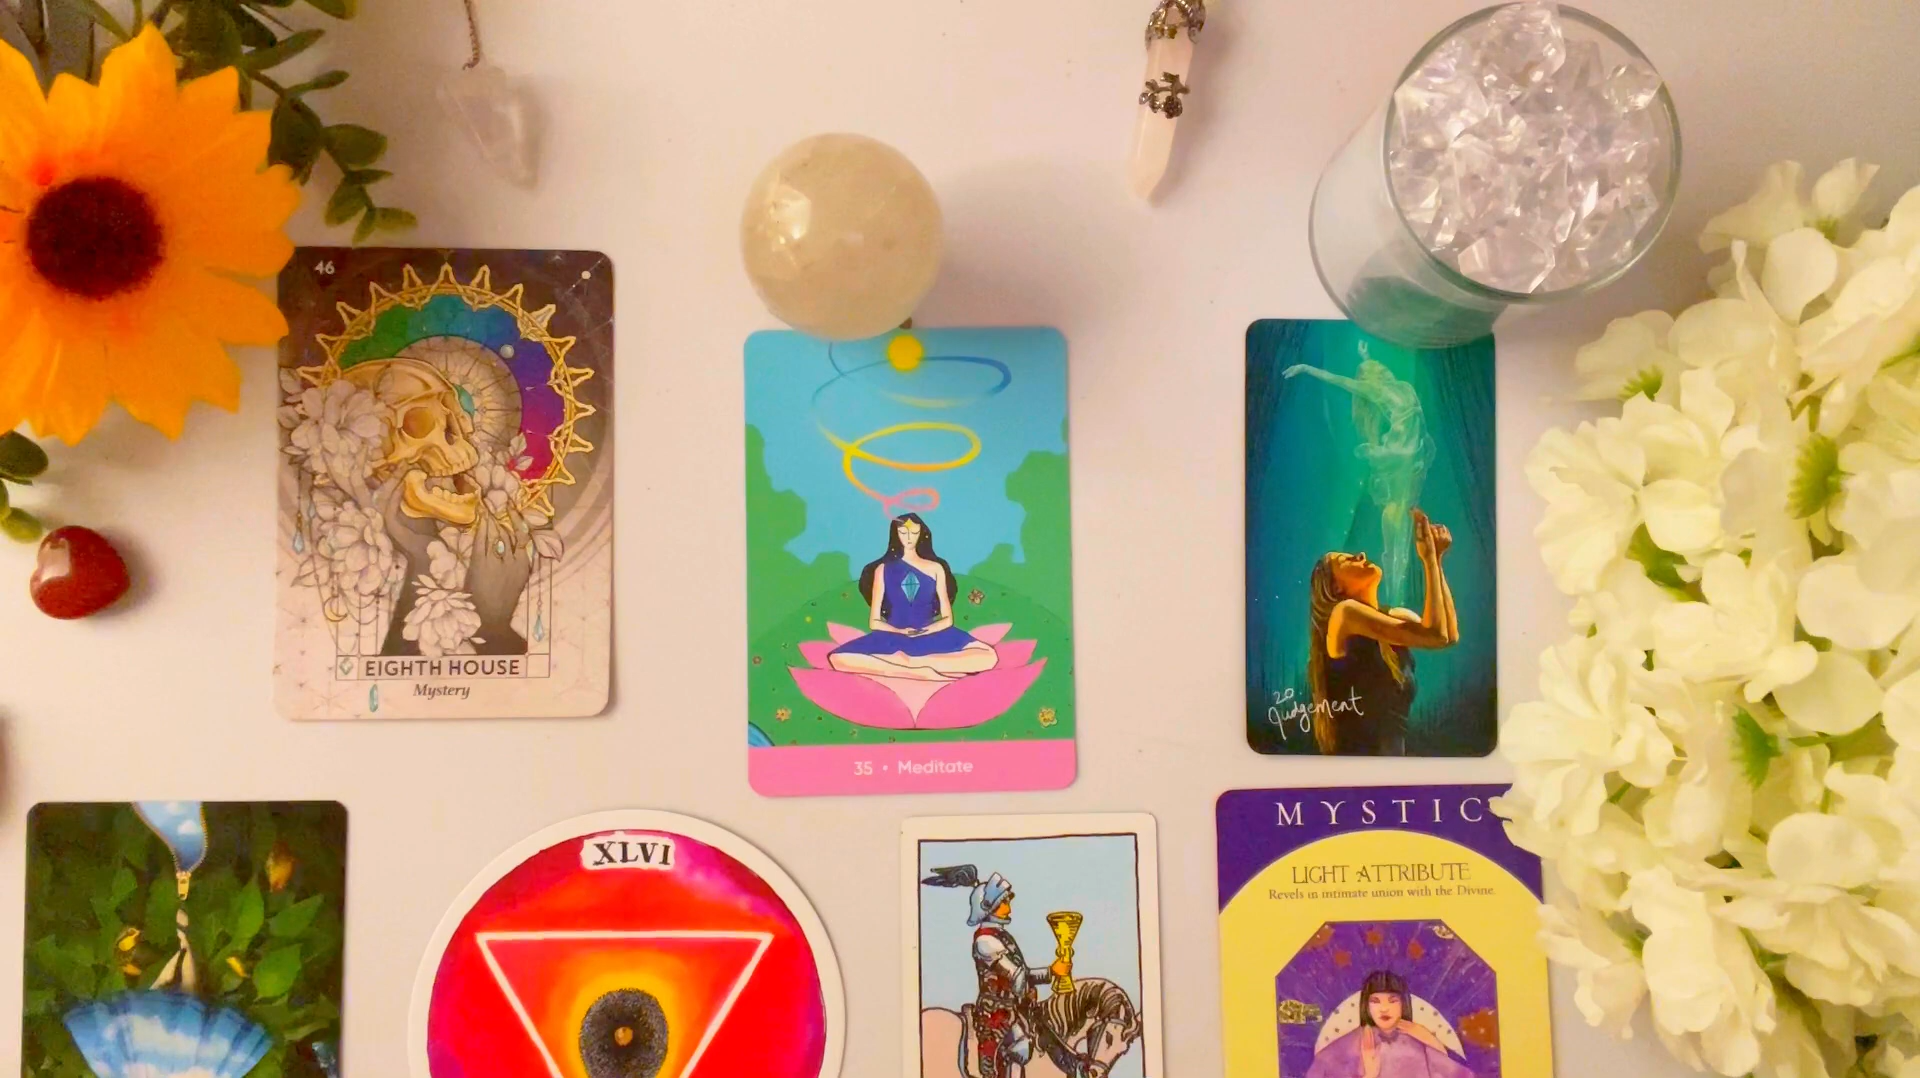 46
EIGHTH HOUSE
Mystery
35 • Meditate
20.
Judgement
XLVI
MYSTIC
LIGHT ATTRIBUTE
Revels in intimate union with the Divine.